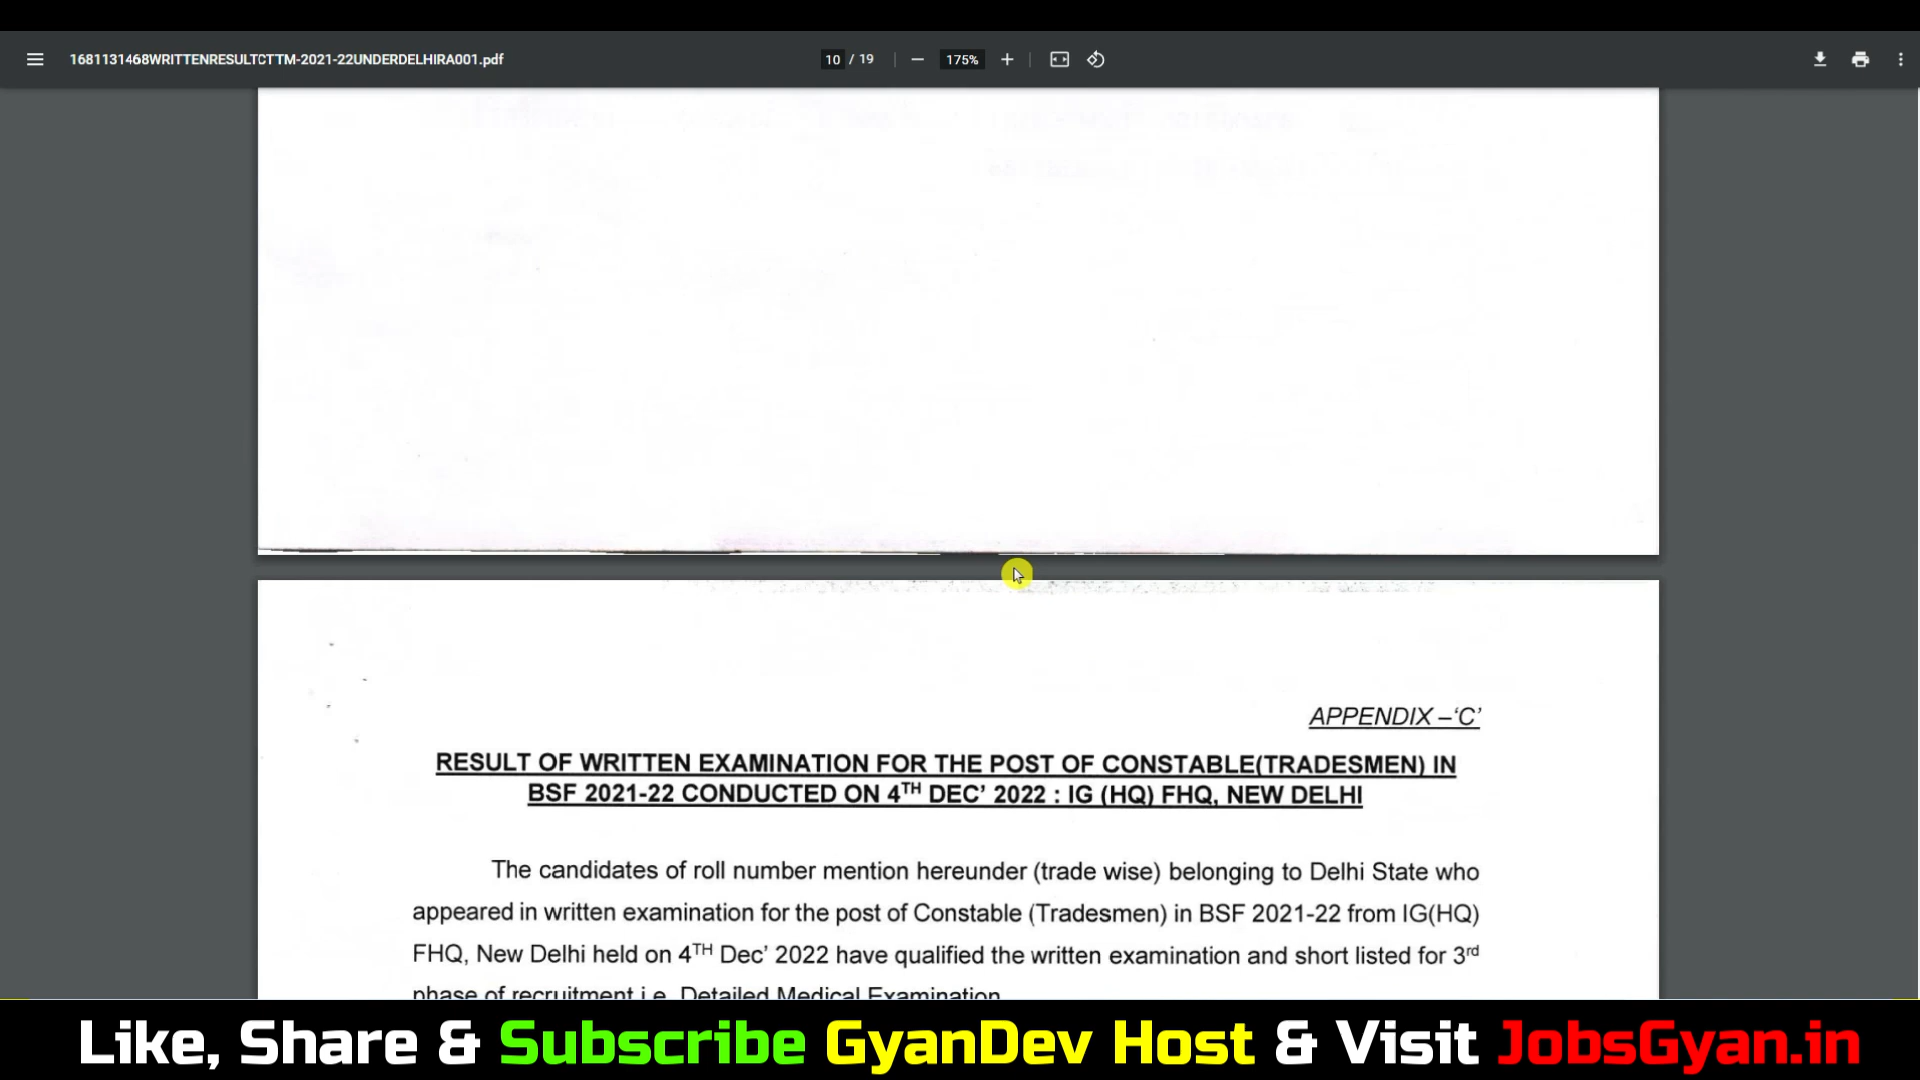 1681131468WRITTENRESULTCTTM-2021-22UNDERDELHIRA001.pdf
10 / 19
175%
APPENDIX –‘C’
RESULT OF WRITTEN EXAMINATION FOR THE POST OF CONSTABLE(TRADESMEN) IN
BSF 2021-22 CONDUCTED ON 4TH DEC’ 2022 : IG (HQ) FHQ, NEW DELHI
The candidates of roll number mention hereunder (trade wise) belonging to Delhi State who
appeared in written examination for the post of Constable (Tradesmen) in BSF 2021-22 from IG(HQ)
FHQ, New Delhi held on 4TH Dec’ 2022 have qualified the written examination and short listed for 3rd
phase of recruitment i.e. Detailed Medical Examination
Like, Share & Subscribe GyanDev Host & Visit JobsGyan.in